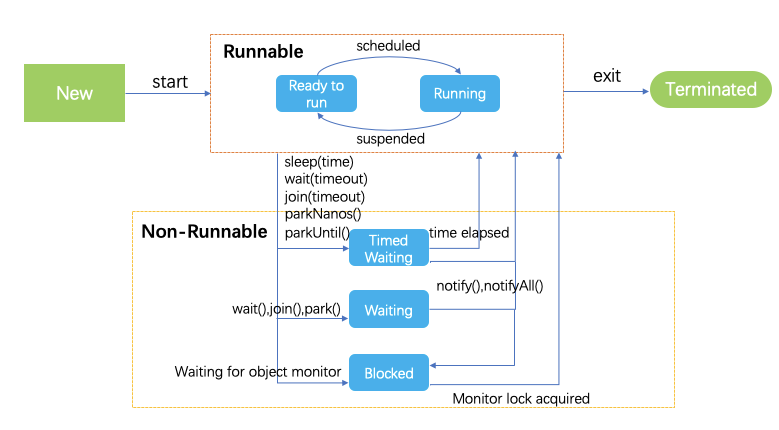 scheduled
Runnable
Ready to
run
Running
suspended
New
start
exit
Terminated
sleep(time)
wait(timeout)
join(timeout)
parkNanos()
parkUntil()
Non-Runnable
Timed
Waiting
time elapsed
notify(),notifyAll()
wait(),join(),park()
Waiting
Waiting for object monitor
Blocked
Monitor lock acquired